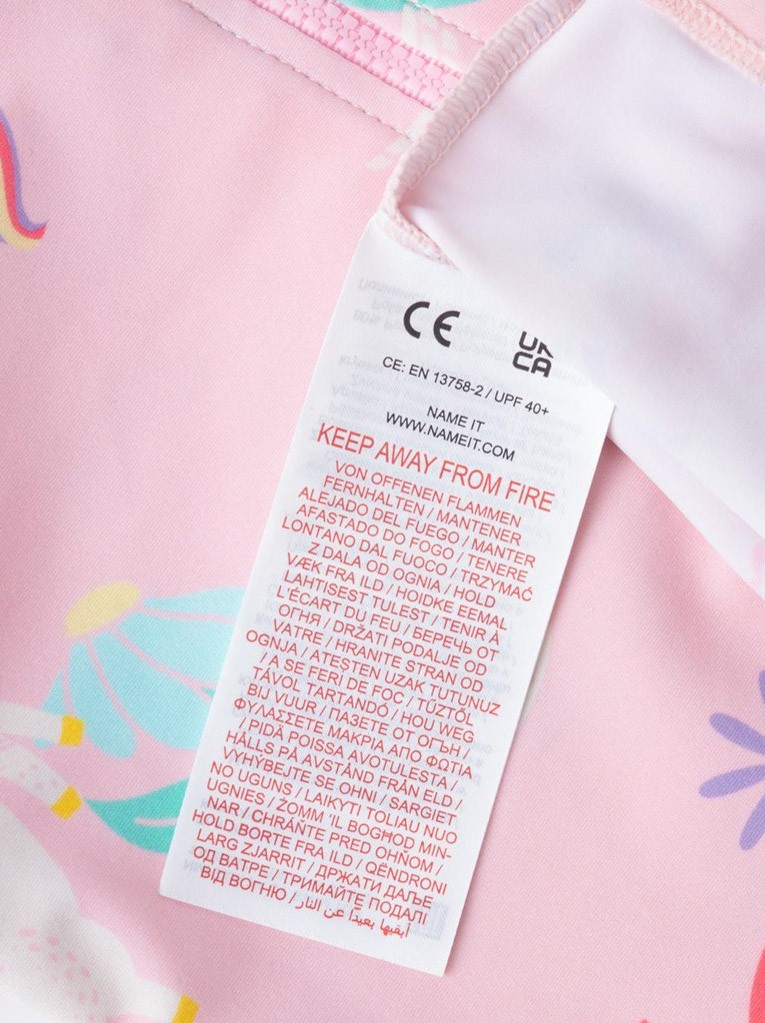 CE
UK
CA
CE: EN 13758-2 / UPF 40+
NAME IT
WWW.NAMEIT.COM
KEEP AWAY FROM FIRE
VON OFFENEN FLAMMEN
FERNHALTEN / MANTENER
ALEJADO DEL FUEGO / MANTER
AFASTADO DO FOGO / TENERE
LONTANO DAL FUOCO / TRZYMAĆ
Z DALA OD OGNIA / HOLD
VÆK FRA ILD / HOIDKE EEMAL
LAHTISEST TULEST / TENIR À
L'ÉCART DU FEU / БЕРЕЧЬ ОТ
ОГНЯ / DRŽATI PODALJE OD
VATRE / HRANITE STRAN OD
OGNJA / ATEŞTEN UZAK TUTUNUZ
/ A SE FERI DE FOC / TŰZTŐL
TÁVOL TARTANDÓ / HOU WEG
BIJ VUUR / ПАЗЕТЕ ОТ ОГЪН /
ΦΥΛΑΣΣΕΤΕ ΜΑΚΡΙΑ ΑΠΟ ΦΩΤΙΑ
/ PIDÄ POISSA AVOTULESTA /
HÅLLS PÅ AVSTÅND FRÅN ELD /
VYHÝBEJTE SE OHNI / SARGIET
NO UGUNS / LAIKYTI TOLIAU NUO
UGNIES / ŻOMM 'IL BOGĦOD MIN-
NAR / CHRÁŇTE PRED OHŇOM /
HOLD BORTE FRA ILD / QËNDRONI
LARG ZJARRIT / ДРЖАТИ ДАЉЕ
ОД ВАТРЕ / ТРИМАЙТЕ ПОДАЛІ
ВІД ВОГНЮ / أبقيها بعيدًا عن النار